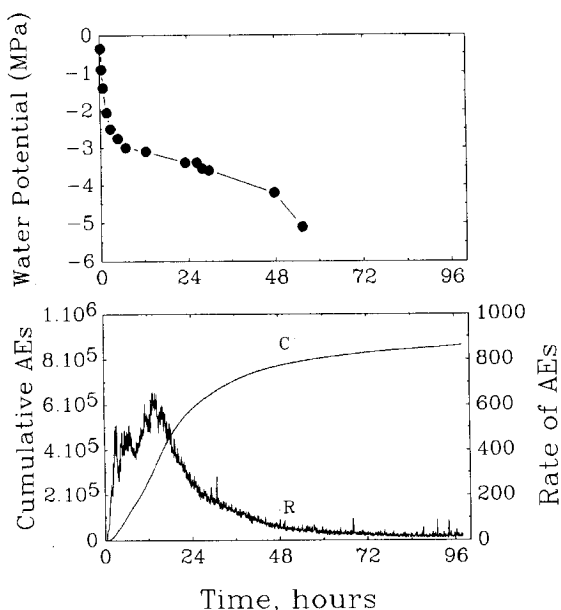 Water Potential (MPa)
0
−1
−2
−3
−4
−5
−6
0 24 48 72 96
Cumulative AEs
1.10⁶
8.10⁵
6.10⁵
4.10⁵
2.10⁵
0
C
R
1000
800
600
400
200
0
Rate of AEs
0 24 48 72 96
Time, hours